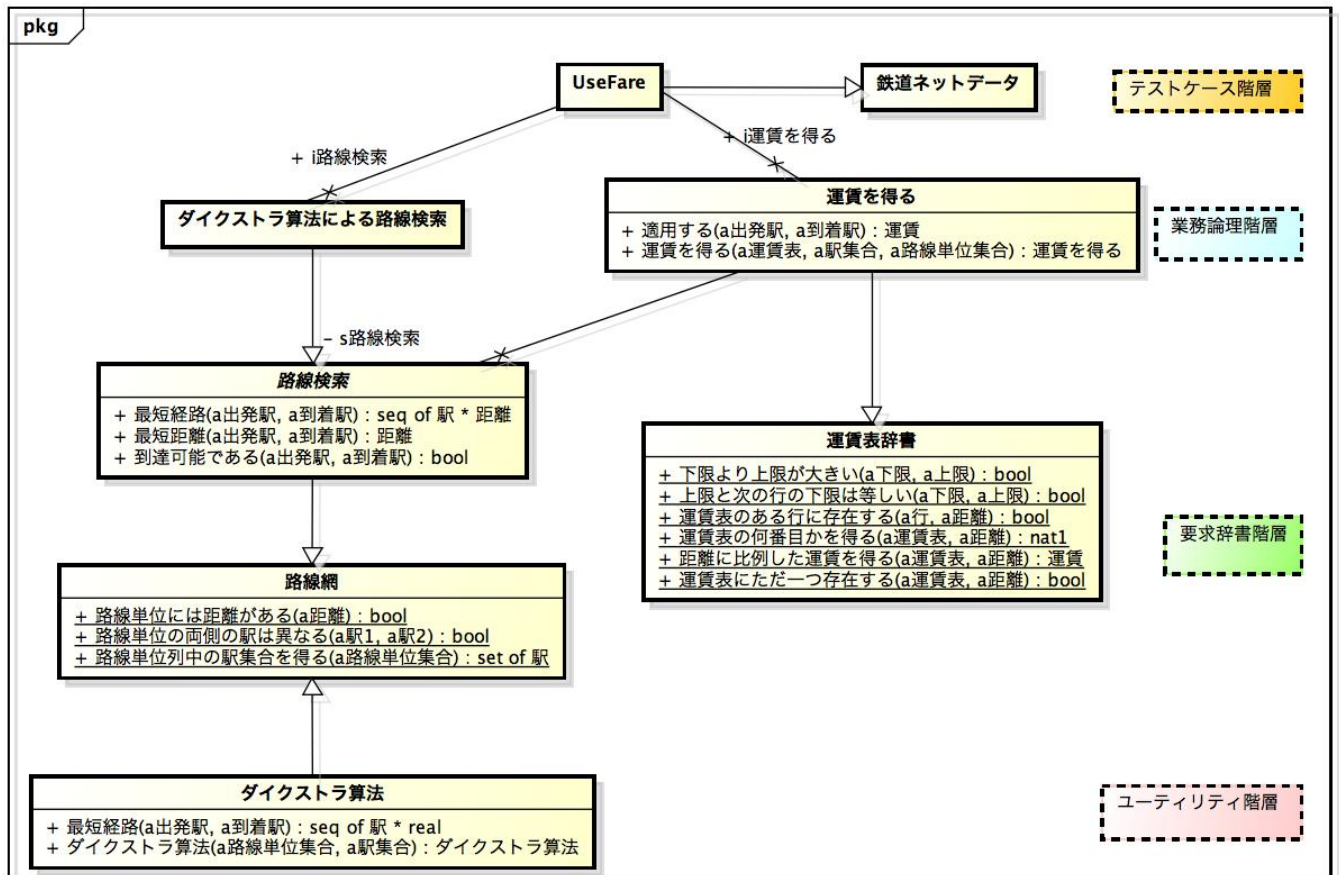 pkg
UseFare
鉄道ネットデータ
テストケース階層
+ i路線検索
+ i運賃を得る
ダイクストラ算法による路線検索
運賃を得る
+ 適用する(a出発駅, a到着駅) : 運賃
+ 運賃を得る(a運賃表, a駅集合, a路線単位集合) : 運賃を得る
業務論理階層
- s路線検索
路線検索
+ 最短経路(a出発駅, a到着駅) : seq of 駅 * 距離
+ 最短距離(a出発駅, a到着駅) : 距離
+ 到達可能である(a出発駅, a到着駅) : bool
運賃表辞書
+ 下限より上限が大きい(a下限, a上限) : bool
+ 上限と次の行の下限は等しい(a下限, a上限) : bool
+ 運賃表のある行に存在する(a行, a距離) : bool
+ 運賃表の何番目かを得る(a運賃表, a距離) : nat1
+ 距離に比例した運賃を得る(a運賃表, a距離) : 運賃
+ 運賃表にただ一つ存在する(a運賃表, a距離) : bool
要求辞書階層
路線網
+ 路線単位には距離がある(a距離) : bool
+ 路線単位の両側の駅は異なる(a駅1, a駅2) : bool
+ 路線単位列中の駅集合を得る(a路線単位集合) : set of 駅
ダイクストラ算法
+ 最短経路(a出発駅, a到着駅) : seq of 駅 * real
+ ダイクストラ算法(a路線単位集合, a駅集合) : ダイクストラ算法
ユーティリティ階層